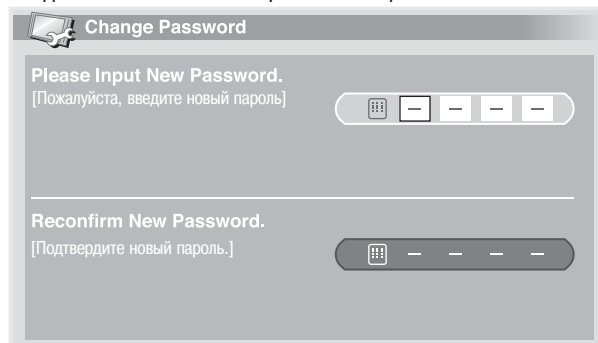 Change Password
Please Input New Password.
[Пожалуйста, введите новый пароль]
– – – –
Reconfirm New Password.
[Подтвердите новый пароль.]
– – – –